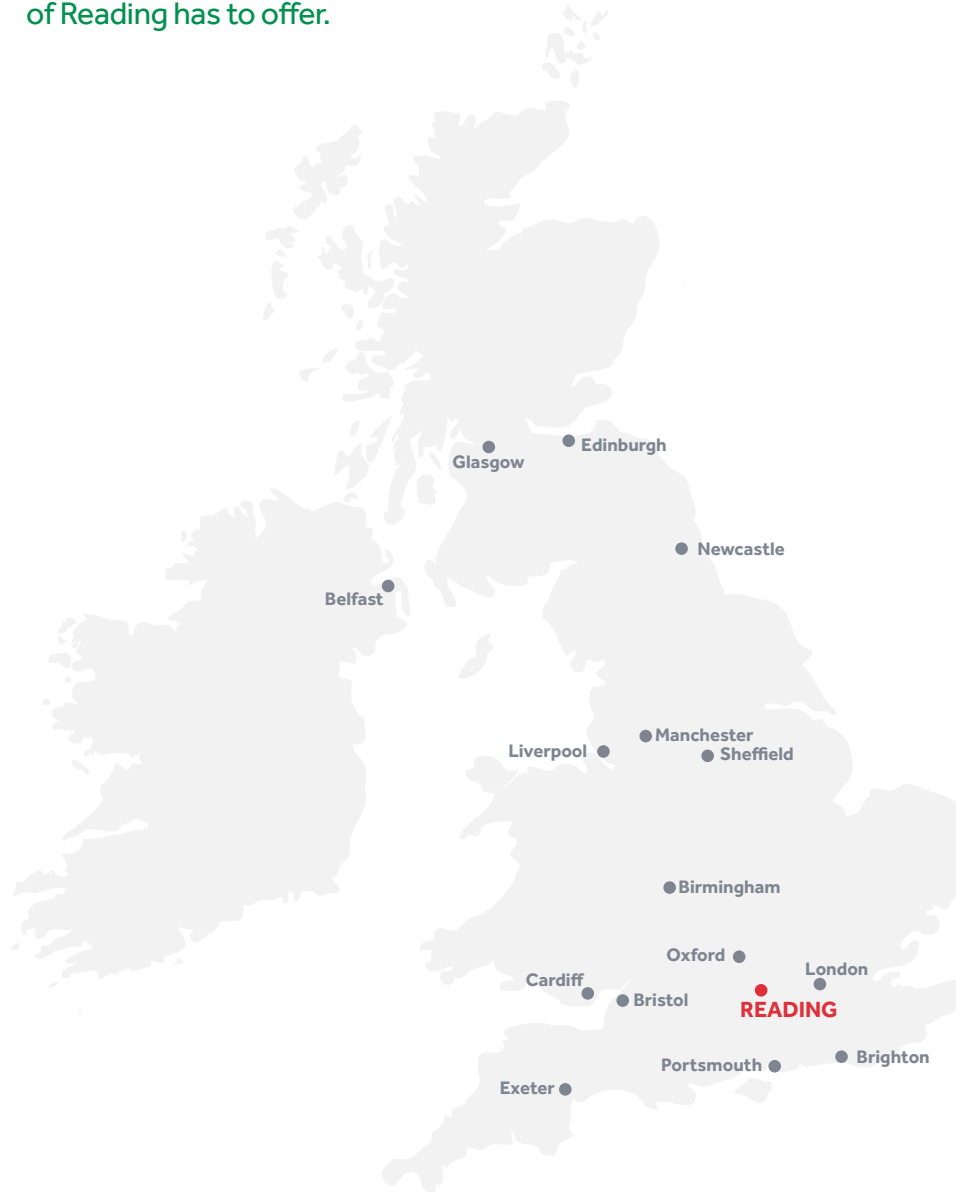 of Reading has to offer.
Edinburgh
Glasgow
Newcastle
Belfast
Manchester
Liverpool
Sheffield
Birmingham
Oxford
London
Cardiff
Bristol
READING
Brighton
Portsmouth
Exeter